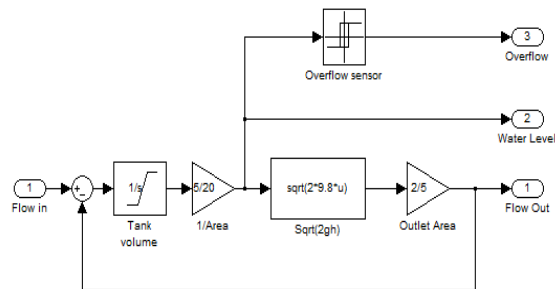 3
Overflow sensor
Overflow
2
Water Level
1
Flow in
+
-
1/s
Tank
volume
5/20
1/Area
sqrt(2*9.8*u)
Sqrt(2gh)
2/5
Outlet Area
1
Flow Out